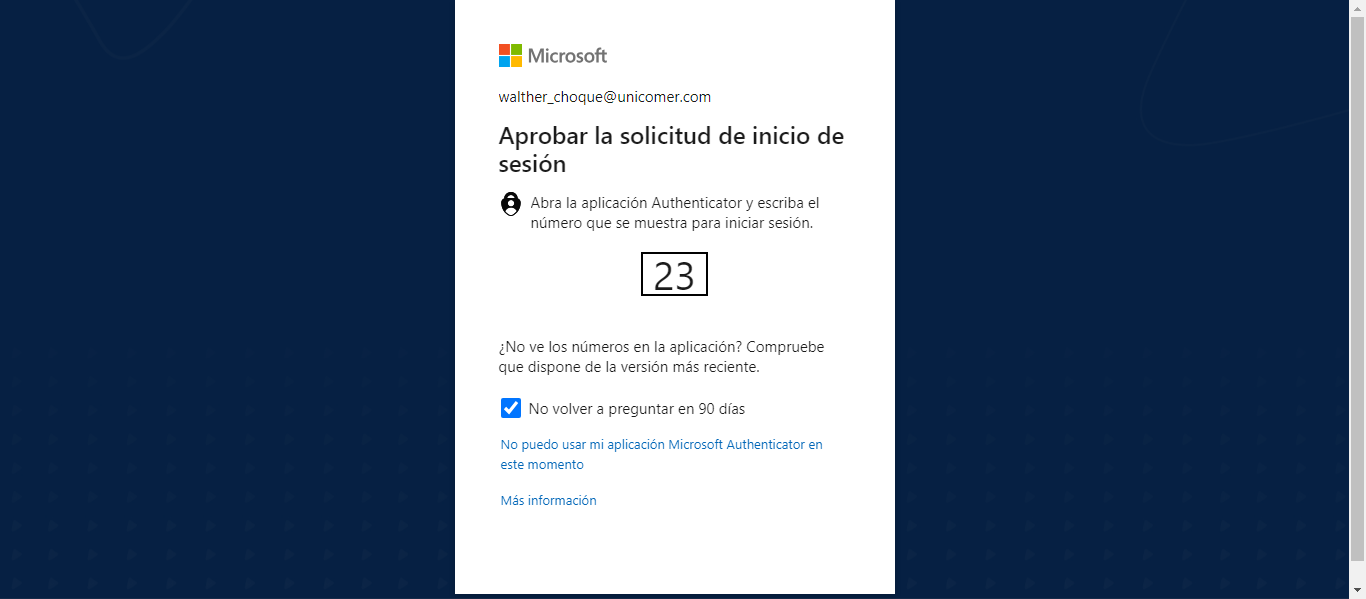 Microsoft
walther_choque@unicomer.com
Aprobar la solicitud de inicio de
sesión
Abra la aplicación Authenticator y escriba el
número que se muestra para iniciar sesión.
23
¿No ve los números en la aplicación? Compruebe
que dispone de la versión más reciente.
No volver a preguntar en 90 días
No puedo usar mi aplicación Microsoft Authenticator en
este momento
Más información